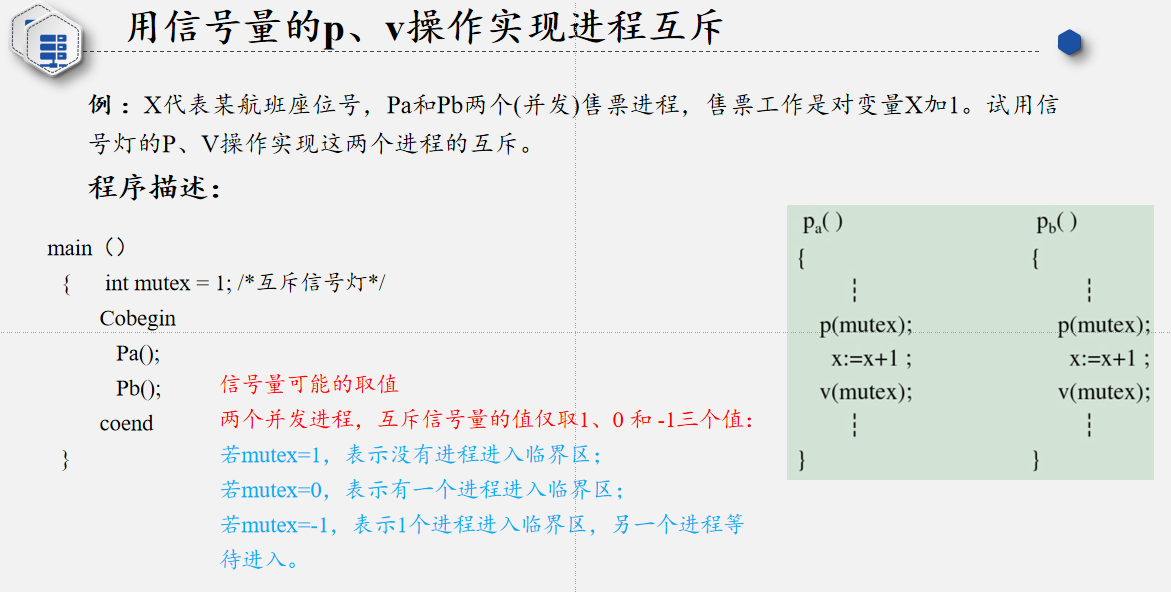 用信号量的p、v操作实现进程互斥
例：X代表某航班座位号，Pa和Pb两个(并发)售票进程，售票工作是对变量X加1。试用信
号灯的P、V操作实现这两个进程的互斥。
程序描述：
main（）
{ int mutex = 1; /*互斥信号灯*/
Cobegin
Pa();
Pb();
coend
}
信号量可能的取值
两个并发进程，互斥信号量的值仅取1、0 和 -1三个值：
若mutex=1，表示没有进程进入临界区；
若mutex=0，表示有一个进程进入临界区；
若mutex=-1，表示1个进程进入临界区，另一个进程等
待进入。
pa( )
{
⋮
p(mutex);
x:=x+1 ;
v(mutex);
⋮
}
pb( )
{
⋮
p(mutex);
x:=x+1 ;
v(mutex);
⋮
}